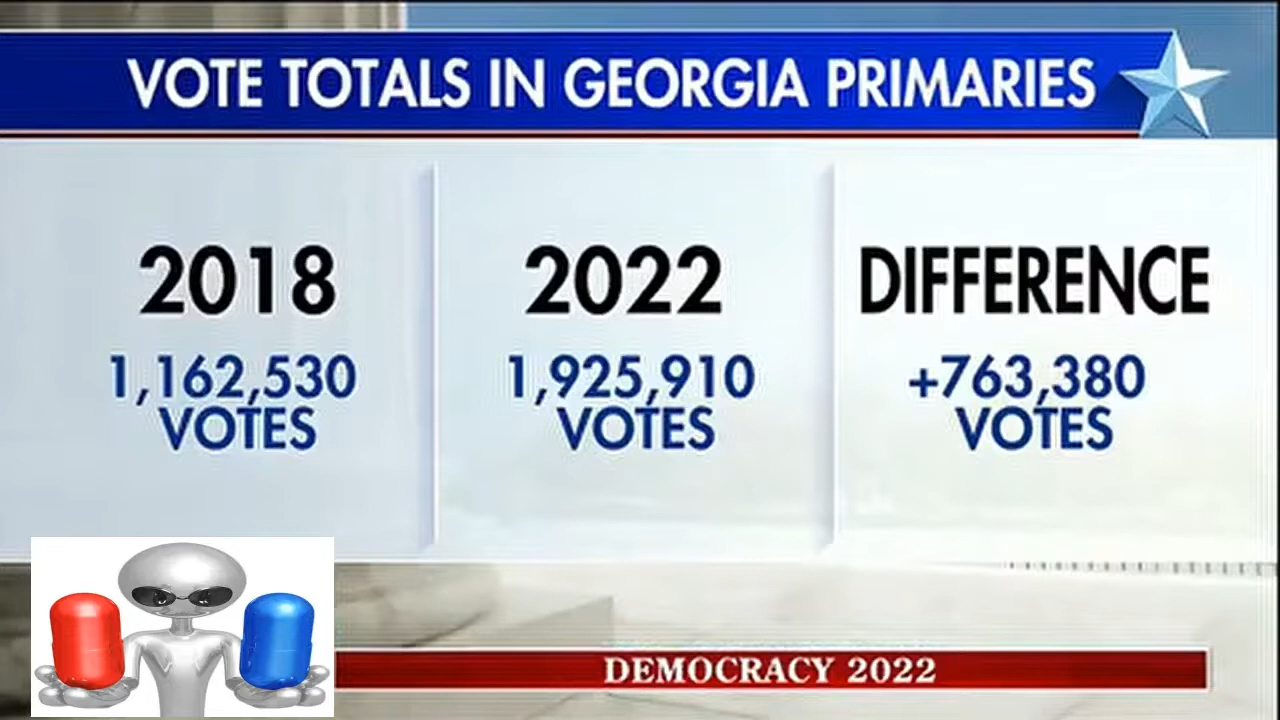 VOTE TOTALS IN GEORGIA PRIMARIES
2018
1,162,530
VOTES
2022
1,925,910
VOTES
DIFFERENCE
+763,380
VOTES
DEMOCRACY 2022